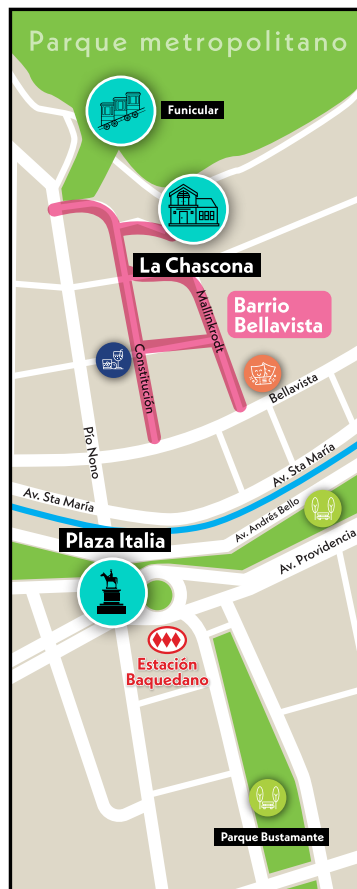 Parque metropolitano
Funicular
La Chascona
Barrio
Bellavista
Mallinkrodt
Constitución
Bellavista
Pío Nono
Av. Sta María
Av. Sta María
Av. Andrés Bello
Plaza Italia
Av. Providencia
Estación
Baquedano
Parque Bustamante